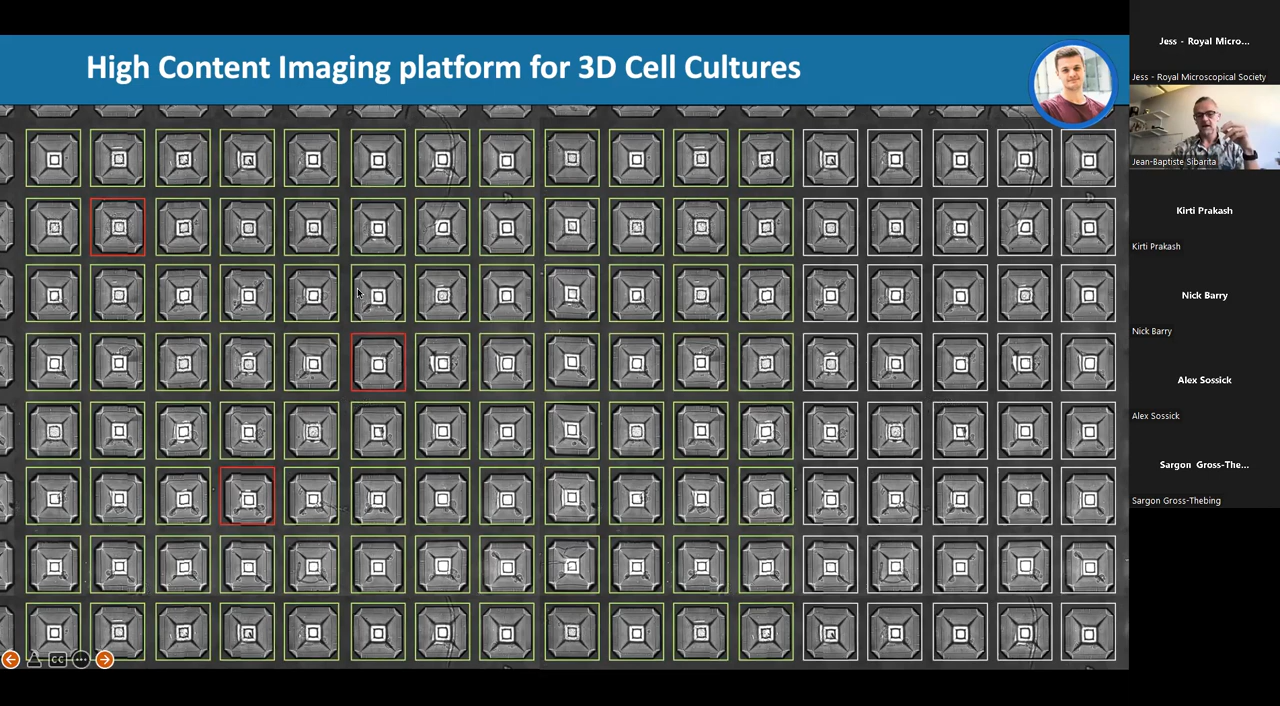 High Content Imaging platform for 3D Cell Cultures
CC
Jess - Royal Micro...
Jess - Royal Microscopical Society
Jean-Baptiste Sibarita
Kirti Prakash
Kirti Prakash
Nick Barry
Nick Barry
Alex Sossick
Alex Sossick
Sargon Gross-The...
Sargon Gross-Thebing